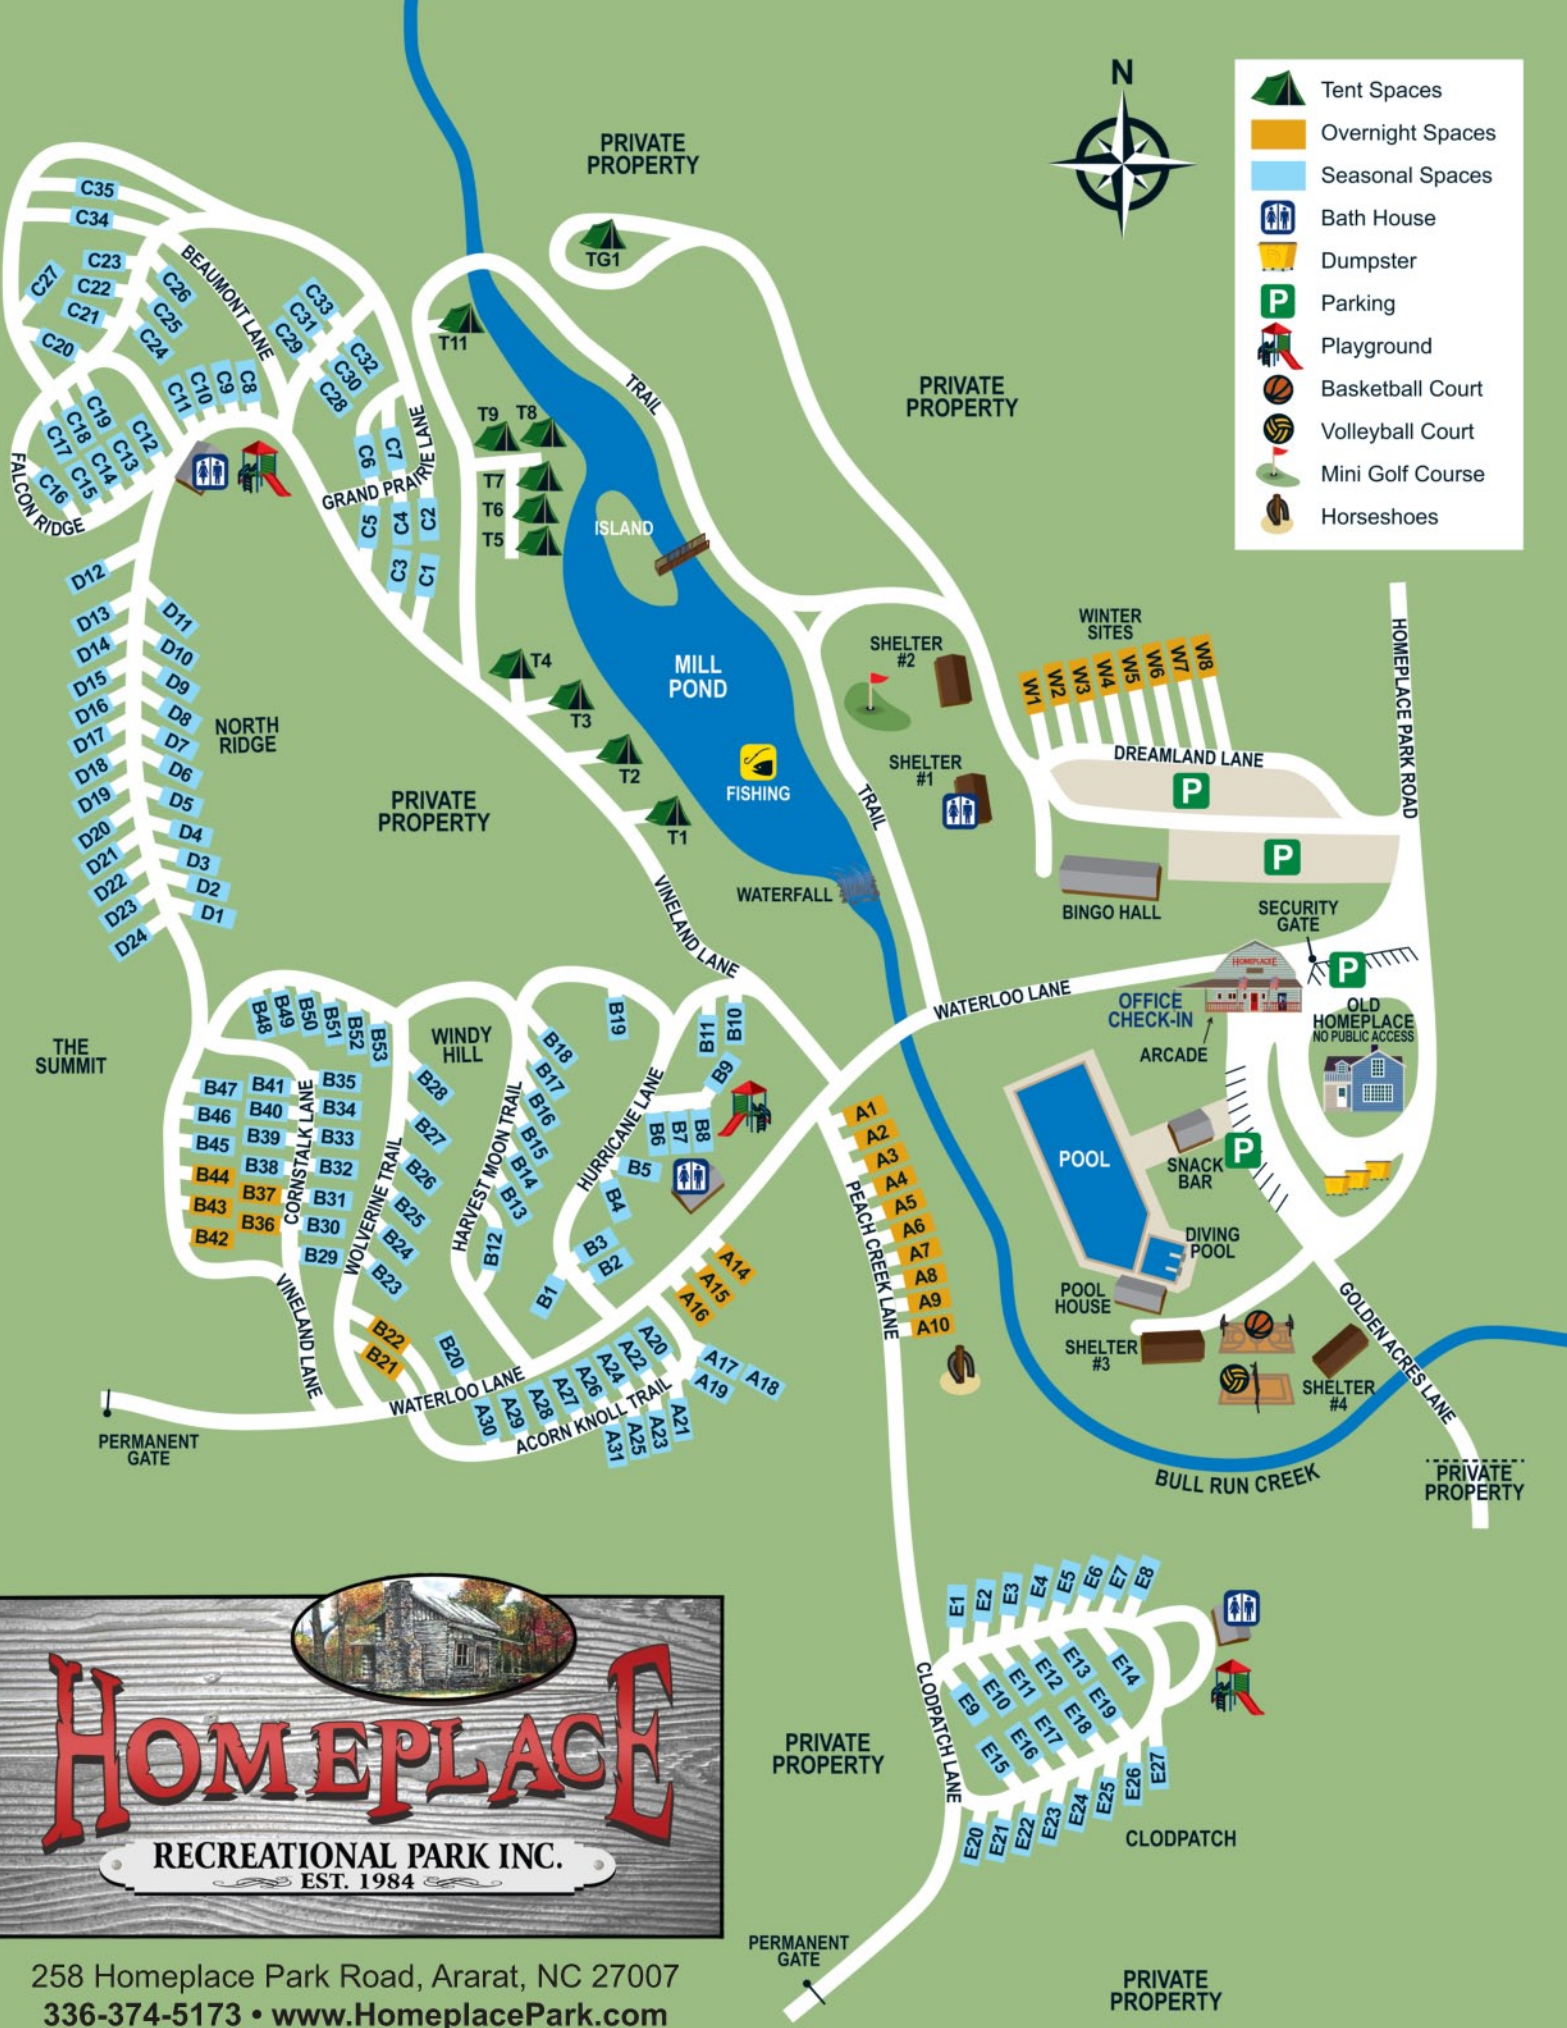 N
Tent Spaces
Overnight Spaces
Seasonal Spaces
Bath House
Dumpster
P
Parking
Playground
Basketball Court
Volleyball Court
Mini Golf Course
Horseshoes
PRIVATE
PROPERTY
TG1
PRIVATE
PROPERTY
C35
C34
C23
C22
C21
C27
C20
C26
C25
C24
BEAUMONT LANE
C33
C31
C29
C32
C30
C28
C11
C10
C9
C8
C19
C18
C17
C12
C13
C14
C15
C16
FALCON RIDGE
C6
C7
GRAND PRAIRIE LANE
C5
C4
C2
C3
C1
T11
T9
T8
T7
T6
T5
T4
T3
T2
T1
TRAIL
ISLAND
MILL
POND
FISHING
WATERFALL
TRAIL
SHELTER
#2
SHELTER
#1
WINTER
SITES
W1
W2
W3
W4
W5
W6
W7
W8
DREAMLAND LANE
P
P
HOMEPLACE PARK ROAD
BINGO HALL
SECURITY
GATE
P
HOMEPLACE
OFFICE
CHECK-IN
ARCADE
OLD
HOMEPLACE
NO PUBLIC ACCESS
WATERLOO LANE
D12
D13
D14
D15
D16
D17
D18
D19
D20
D21
D22
D23
D24
D11
D10
D9
D8
D7
D6
D5
D4
D3
D2
D1
NORTH
RIDGE
PRIVATE
PROPERTY
VINELAND LANE
THE
SUMMIT
B48
B49
B50
B51
B52
B53
WINDY
HILL
B47
B46
B45
B44
B43
B42
B41
B40
B39
B38
B37
B36
CORNSTALK LANE
B35
B34
B33
B32
B31
B30
B29
WOLVERINE TRAIL
B28
B27
B26
B25
B24
B23
B22
B21
B20
HARVEST MOON TRAIL
B19
B18
B17
B16
B15
B14
B13
B12
HURRICANE LANE
B11
B10
B9
B8
B7
B6
B5
B4
B3
B2
B1
VINELAND LANE
WATERLOO LANE
PERMANENT
GATE
A1
A2
A3
A4
A5
A6
A7
A8
A9
A10
PEACH CREEK LANE
A14
A15
A16
A17
A18
A19
A20
A22
A24
A26
A27
A28
A29
A30
ACORN KNOLL TRAIL
A31
A25
A23
A21
POOL
SNACK
BAR
P
DIVING
POOL
POOL
HOUSE
SHELTER
#3
SHELTER
#4
GOLDEN ACRES LANE
BULL RUN CREEK
PRIVATE
PROPERTY
E1
E2
E3
E4
E5
E6
E7
E8
E9
E10
E11
E12
E13
E14
E15
E16
E17
E18
E19
E20
E21
E22
E23
E24
E25
E26
E27
CLODPATCH LANE
CLODPATCH
PRIVATE
PROPERTY
PERMANENT
GATE
PRIVATE
PROPERTY
HOMEPLACE
RECREATIONAL PARK INC.
EST. 1984
258 Homeplace Park Road, Ararat, NC 27007
336-374-5173 • www.HomeplacePark.com